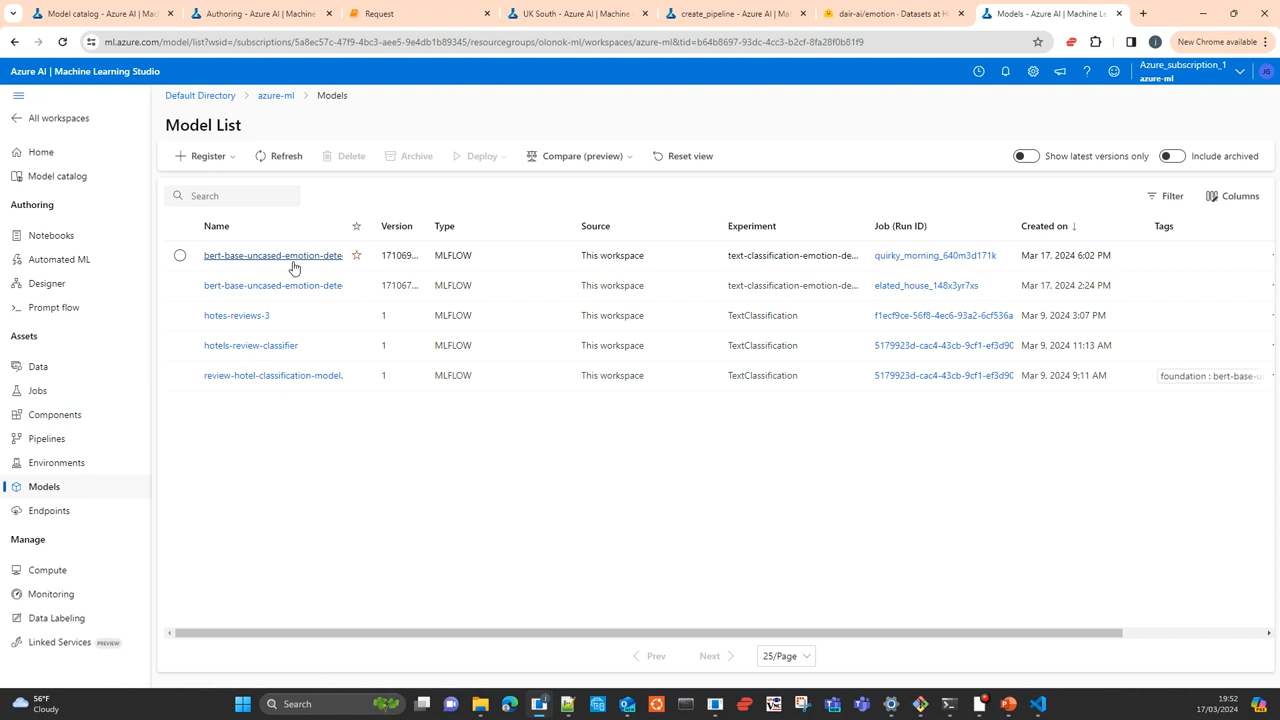 Model catalog - Azure AI | Machine
Authoring - Azure AI | Machine Le
Request
UK South - Azure AI | Machine Le
create_pipeline - Azure AI | Mach
dair-ai/emotion · Datasets at H
Models - Azure AI | Machine Le
ml.azure.com/model/list?wsid=/subscriptions/5a8ec57c-47f9-4bc3-aee5-9e4db1b89345/resourcegroups/olonok-ml/workspaces/azure-ml&tid=b64b8697-93dc-4cc3-b2cf-8fa28f0b81f9
New Chrome available
Azure AI | Machine Learning Studio
Azure_subscription_1
azure-ml
JG
All workspaces
Home
Model catalog
Authoring
Notebooks
Automated ML
Designer
Prompt flow
Assets
Data
Jobs
Components
Pipelines
Environments
Models
Endpoints
Manage
Compute
Monitoring
Data Labeling
Linked Services PREVIEW
Default Directory > azure-ml > Models
Model List
Register Refresh Delete Archive Deploy Compare (preview) Reset view Show latest versions only Include archived
Search Filter Columns
Name Version Type Source Experiment Job (Run ID) Created on ↓ Tags
bert-base-uncased-emotion-dete 171069... MLFLOW This workspace text-classification-emotion-de... quirky_morning_640m3d171k Mar 17, 2024 6:02 PM
bert-base-uncased-emotion-dete 171067... MLFLOW This workspace text-classification-emotion-de... elated_house_148x3yr7xs Mar 17, 2024 2:24 PM
hotes-reviews-3 1 MLFLOW This workspace TextClassification f1ecf9ce-56f8-4ec6-93a2-6cf536a Mar 9, 2024 3:07 PM
hotels-review-classifier 1 MLFLOW This workspace TextClassification 5179923d-cac4-43cb-9cf1-ef3d90 Mar 9, 2024 11:13 AM
review-hotel-classification-model. 1 MLFLOW This workspace TextClassification 5179923d-cac4-43cb-9cf1-ef3d90 Mar 9, 2024 9:11 AM foundation : bert-base-u
Prev Next 25/Page
56°F
Cloudy
Search
19:52
17/03/2024